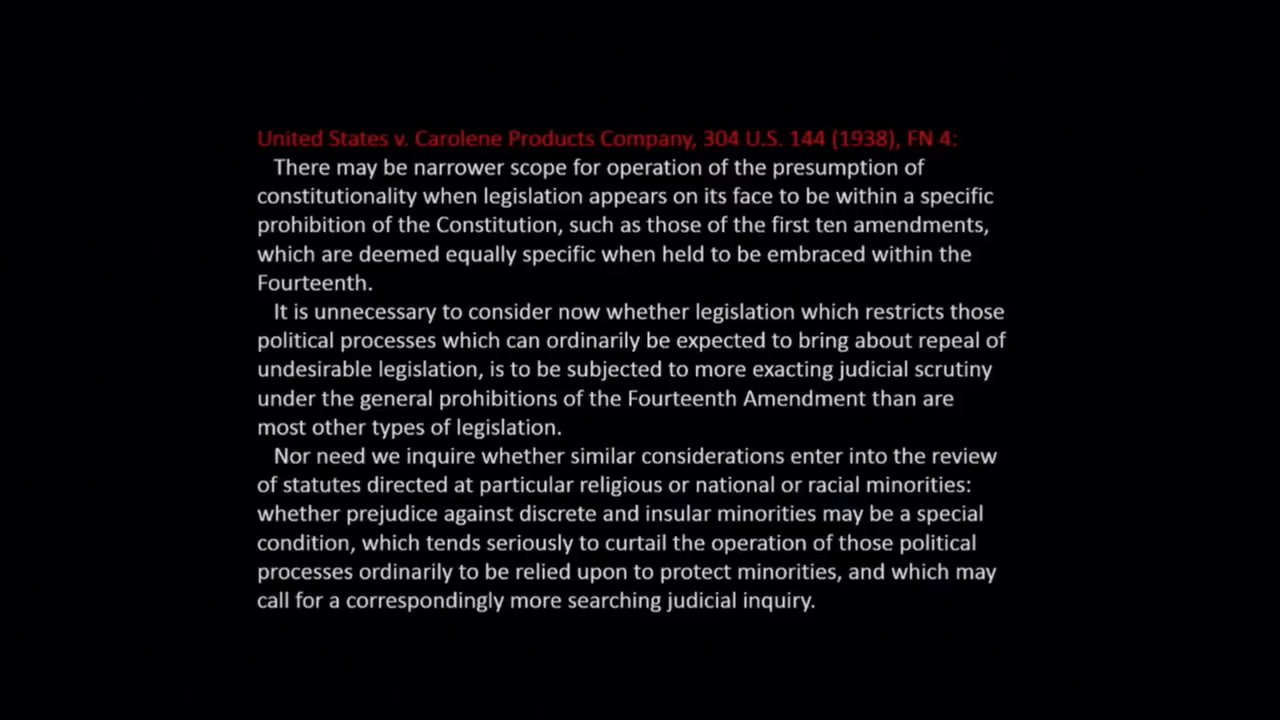 United States v. Carolene Products Company, 304 U.S. 144 (1938), FN 4:
There may be narrower scope for operation of the presumption of
constitutionality when legislation appears on its face to be within a specific
prohibition of the Constitution, such as those of the first ten amendments,
which are deemed equally specific when held to be embraced within the
Fourteenth.
It is unnecessary to consider now whether legislation which restricts those
political processes which can ordinarily be expected to bring about repeal of
undesirable legislation, is to be subjected to more exacting judicial scrutiny
under the general prohibitions of the Fourteenth Amendment than are
most other types of legislation.
Nor need we inquire whether similar considerations enter into the review
of statutes directed at particular religious or national or racial minorities:
whether prejudice against discrete and insular minorities may be a special
condition, which tends seriously to curtail the operation of those political
processes ordinarily to be relied upon to protect minorities, and which may
call for a correspondingly more searching judicial inquiry.